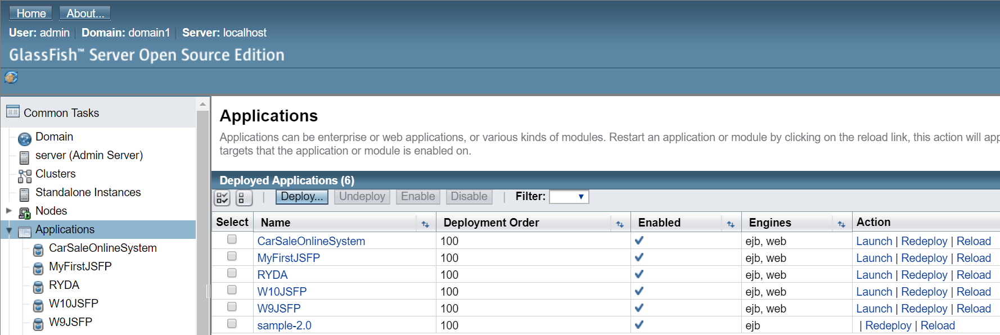 Home About...
User: admin Domain: domain1 Server: localhost
GlassFish™ Server Open Source Edition
Common Tasks
Domain
server (Admin Server)
Clusters
Standalone Instances
Nodes
Applications
CarSaleOnlineSystem
MyFirstJSFP
RYDA
W10JSFP
W9JSFP
Applications
Applications can be enterprise or web applications, or various kinds of modules. Restart an application or module by clicking on the reload link, this action will app
targets that the application or module is enabled on.
Deployed Applications (6)
| Deploy... Undeploy Enable Disable | Filter:
Select Name Deployment Order Enabled Engines Action
CarSaleOnlineSystem 100 ejb, web Launch | Redeploy | Reload
MyFirstJSFP 100 ejb, web Launch | Redeploy | Reload
RYDA 100 ejb, web Launch | Redeploy | Reload
W10JSFP 100 ejb, web Launch | Redeploy | Reload
W9JSFP 100 ejb, web Launch | Redeploy | Reload
sample-2.0 100 ejb | Redeploy | Reload